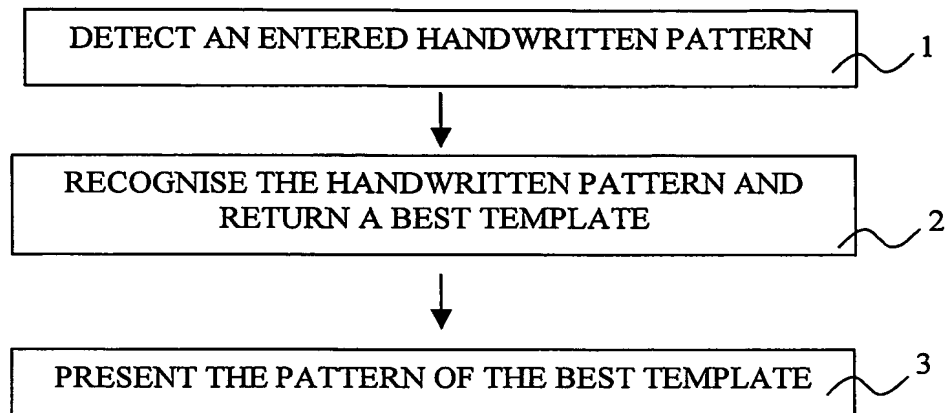 DETECT AN ENTERED HANDWRITTEN PATTERN
1
RECOGNISE THE HANDWRITTEN PATTERN AND
RETURN A BEST TEMPLATE
2
PRESENT THE PATTERN OF THE BEST TEMPLATE
3